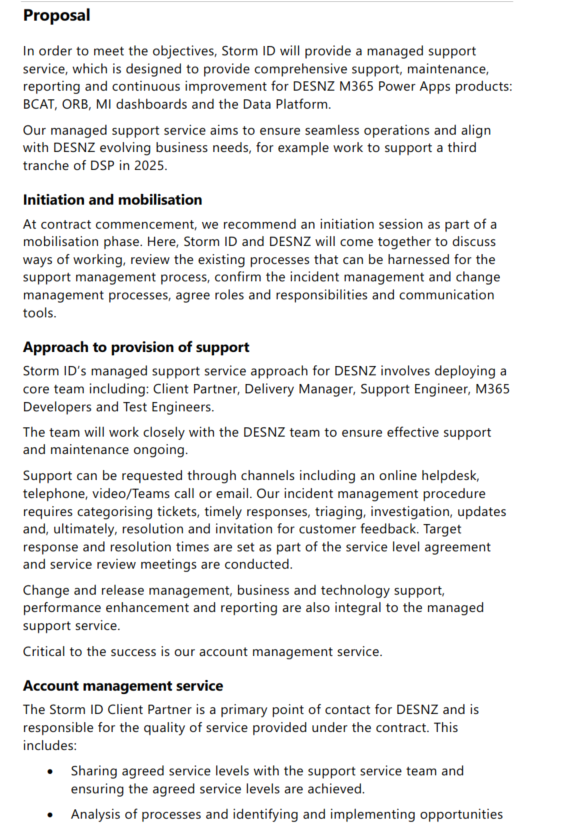 Proposal
In order to meet the objectives, Storm ID will provide a managed support
service, which is designed to provide comprehensive support, maintenance,
reporting and continuous improvement for DESNZ M365 Power Apps products:
BCAT, ORB, MI dashboards and the Data Platform.
Our managed support service aims to ensure seamless operations and align
with DESNZ evolving business needs, for example work to support a third
tranche of DSP in 2025.
Initiation and mobilisation
At contract commencement, we recommend an initiation session as part of a
mobilisation phase. Here, Storm ID and DESNZ will come together to discuss
ways of working, review the existing processes that can be harnessed for the
support management process, confirm the incident management and change
management processes, agree roles and responsibilities and communication
tools.
Approach to provision of support
Storm ID's managed support service approach for DESNZ involves deploying a
core team including: Client Partner, Delivery Manager, Support Engineer, M365
Developers and Test Engineers.
The team will work closely with the DESNZ team to ensure effective support
and maintenance ongoing.
Support can be requested through channels including an online helpdesk,
telephone, video/Teams call or email. Our incident management procedure
requires categorising tickets, timely responses, triaging, investigation, updates
and, ultimately, resolution and invitation for customer feedback. Target
response and resolution times are set as part of the service level agreement
and service review meetings are conducted.
Change and release management, business and technology support,
performance enhancement and reporting are also integral to the managed
support service.
Critical to the success is our account management service.
Account management service
The Storm ID Client Partner is a primary point of contact for DESNZ and is
responsible for the quality of service provided under the contract. This
includes:
• Sharing agreed service levels with the support service team and
ensuring the agreed service levels are achieved.
• Analysis of processes and identifying and implementing opportunities